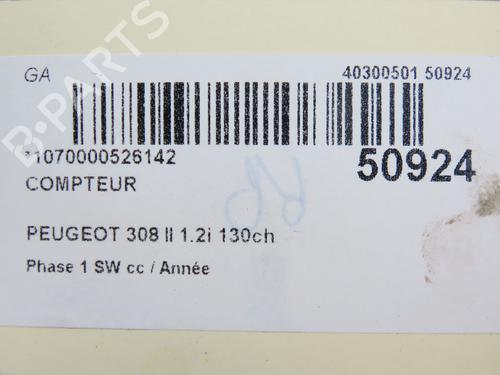 GA 40300501 50924
*1070000526142 50924
COMPTEUR
PEUGEOT 308 II 1.2i 130ch
Phase 1 SW cc / Année
B-PARTS